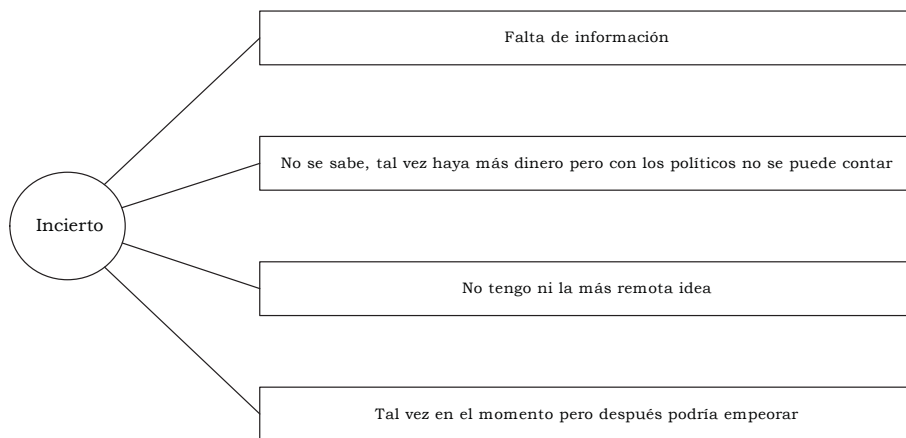 Falta de información
No se sabe, tal vez haya más dinero pero con los políticos no se puede contar
Incierto
No tengo ni la más remota idea
Tal vez en el momento pero después podría empeorar